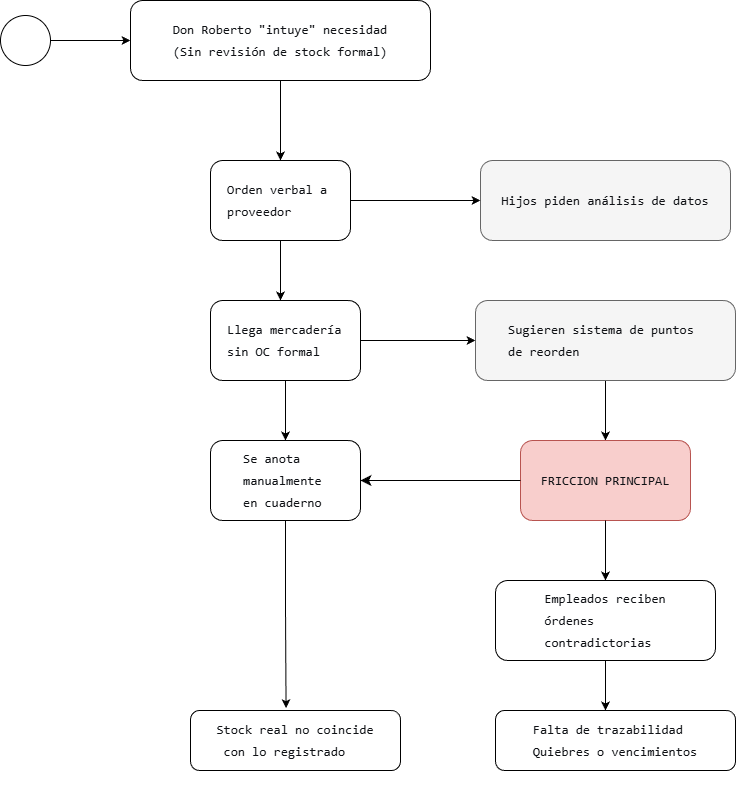 Don Roberto "intuye" necesidad
(Sin revisión de stock formal)
Orden verbal a
proveedor
Hijos piden análisis de datos
Llega mercadería
sin OC formal
Sugieren sistema de puntos
de reorden
Se anota
manualmente
en cuaderno
FRICCION PRINCIPAL
Empleados reciben
órdenes
contradictorias
Stock real no coincide
con lo registrado
Falta de trazabilidad
Quiebres o vencimientos